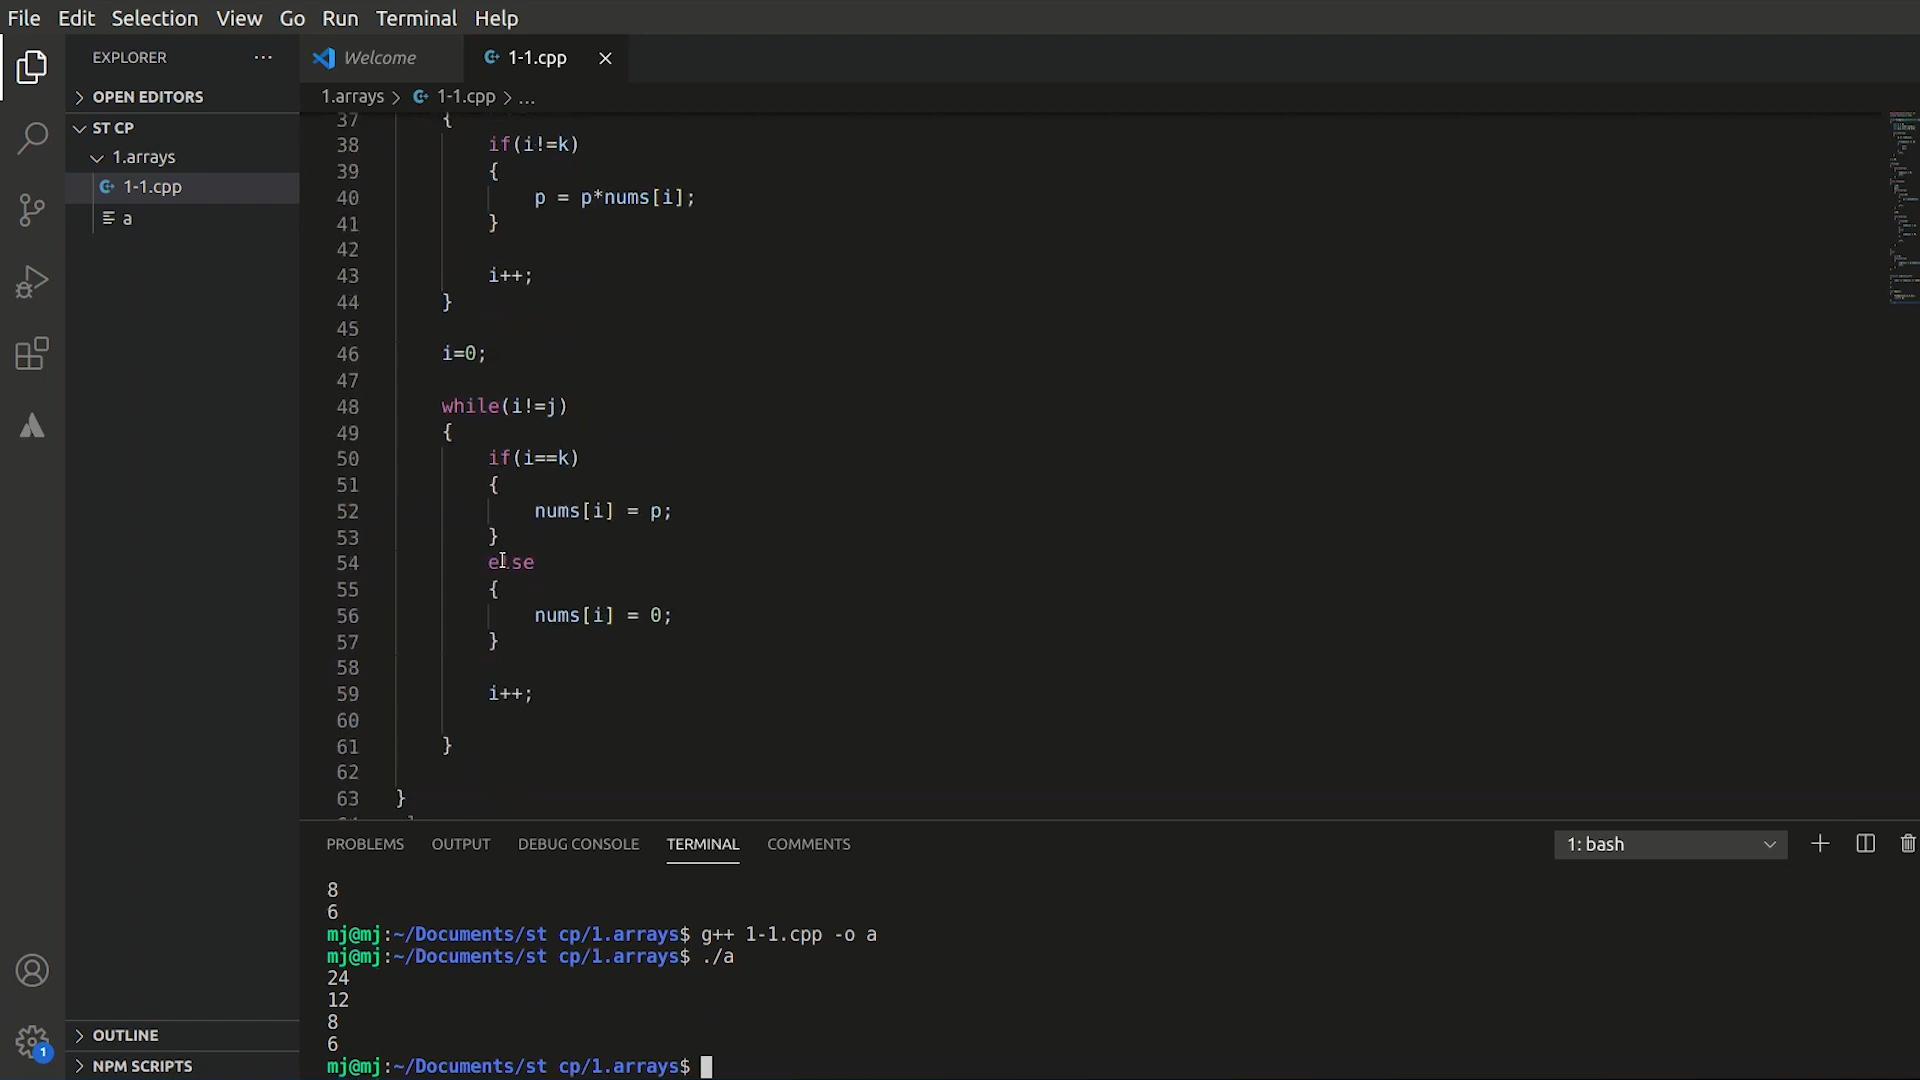 File Edit Selection View Go Run Terminal Help
EXPLORER ...
Welcome
1-1.cpp
OPEN EDITORS
1.arrays > 1-1.cpp > ...
ST CP
1.arrays
1-1.cpp
a
37 {
38 if(i!=k)
39 {
40 p = p*nums[i];
41 }
42
43 i++;
44 }
45
46 i=0;
47
48 while(i!=j)
49 {
50 if(i==k)
51 {
52 nums[i] = p;
53 }
54 else
55 {
56 nums[i] = 0;
57 }
58
59 i++;
60
61 }
62
63 }
PROBLEMS OUTPUT DEBUG CONSOLE TERMINAL COMMENTS
1: bash
8
6
mj@mj:~/Documents/st cp/1.arrays$ g++ 1-1.cpp -o a
mj@mj:~/Documents/st cp/1.arrays$ ./a
24
12
8
6
mj@mj:~/Documents/st cp/1.arrays$
OUTLINE
NPM SCRIPTS
1